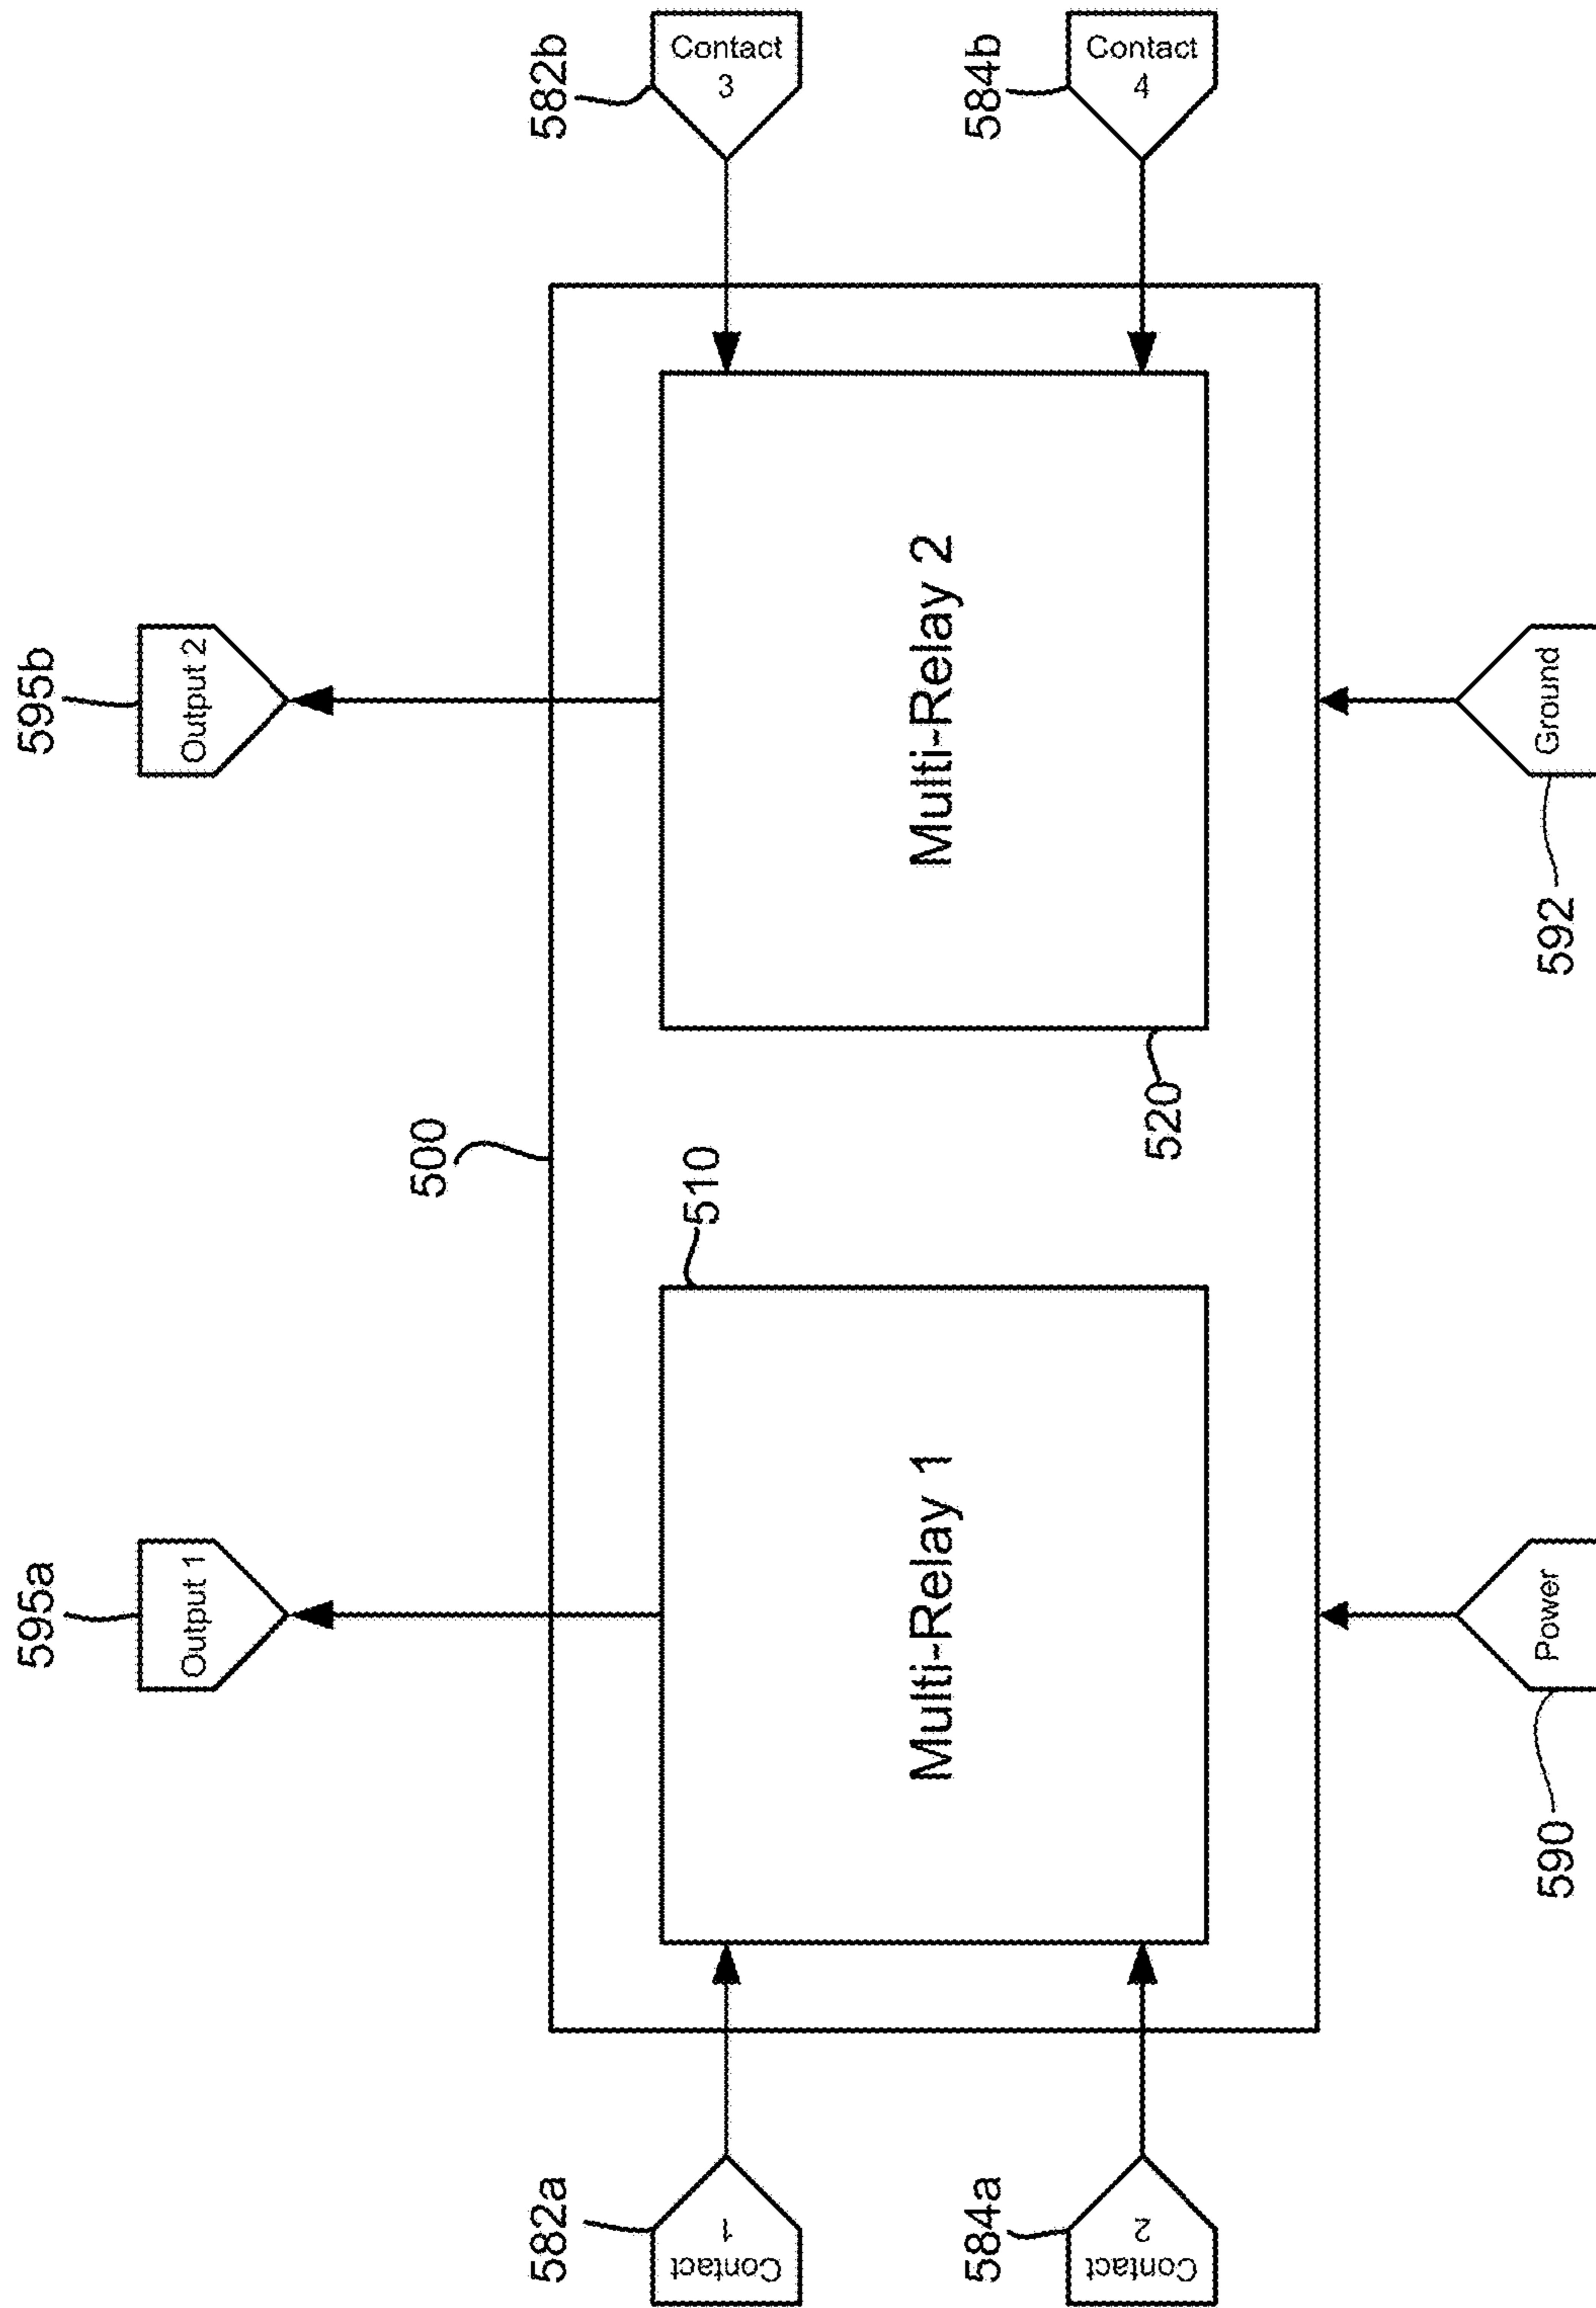 595a
Output 1
595b
Output 2
500
582a
Contact
1
510
Multi-Relay 1
Multi-Relay 2
582b
Contact
3
584a
Contact
2
520
584b
Contact
4
590
Power
592
Ground